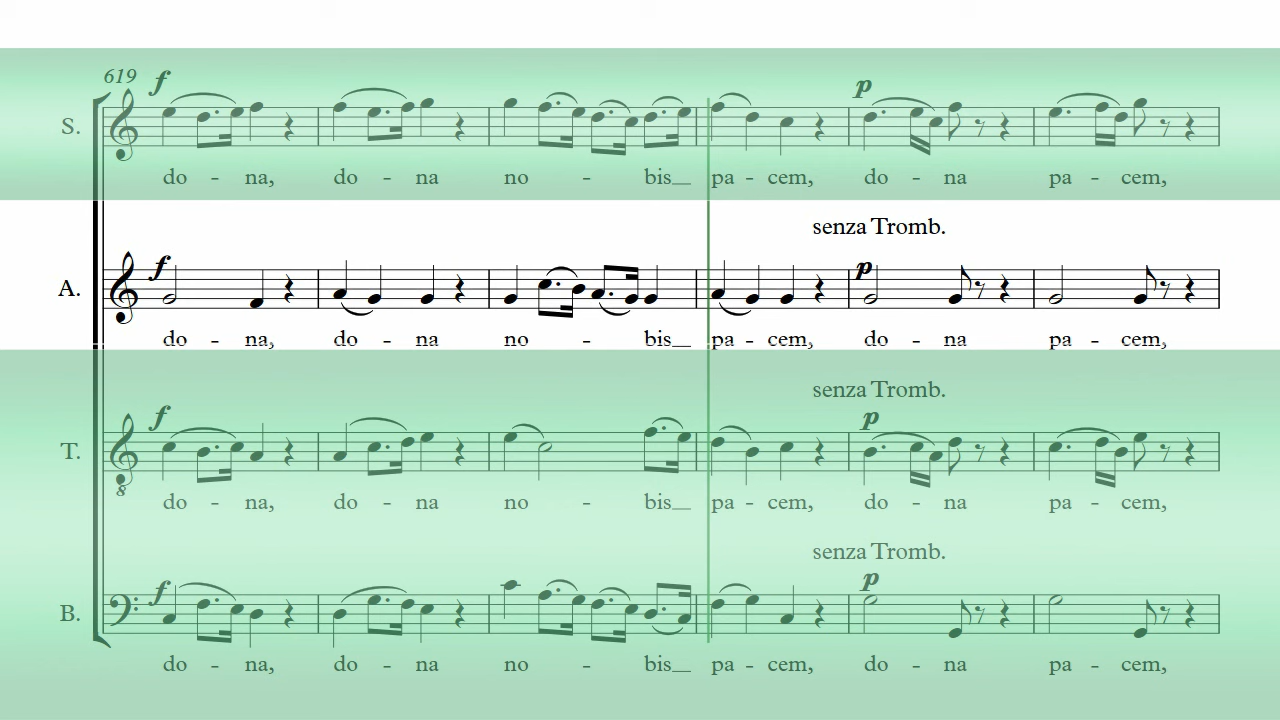 619 f p
S.
do - na, do - na no - bis_ pa - cem, do - na pa - cem,
senza Tromb.
f p
A.
do - na, do - na no - bis_ pa - cem, do - na pa - cem,
senza Tromb.
f p
T.
8
do - na, do - na no - bis_ pa - cem, do - na pa - cem,
senza Tromb.
f p
B.
do - na, do - na no - bis_ pa - cem, do - na pa - cem,